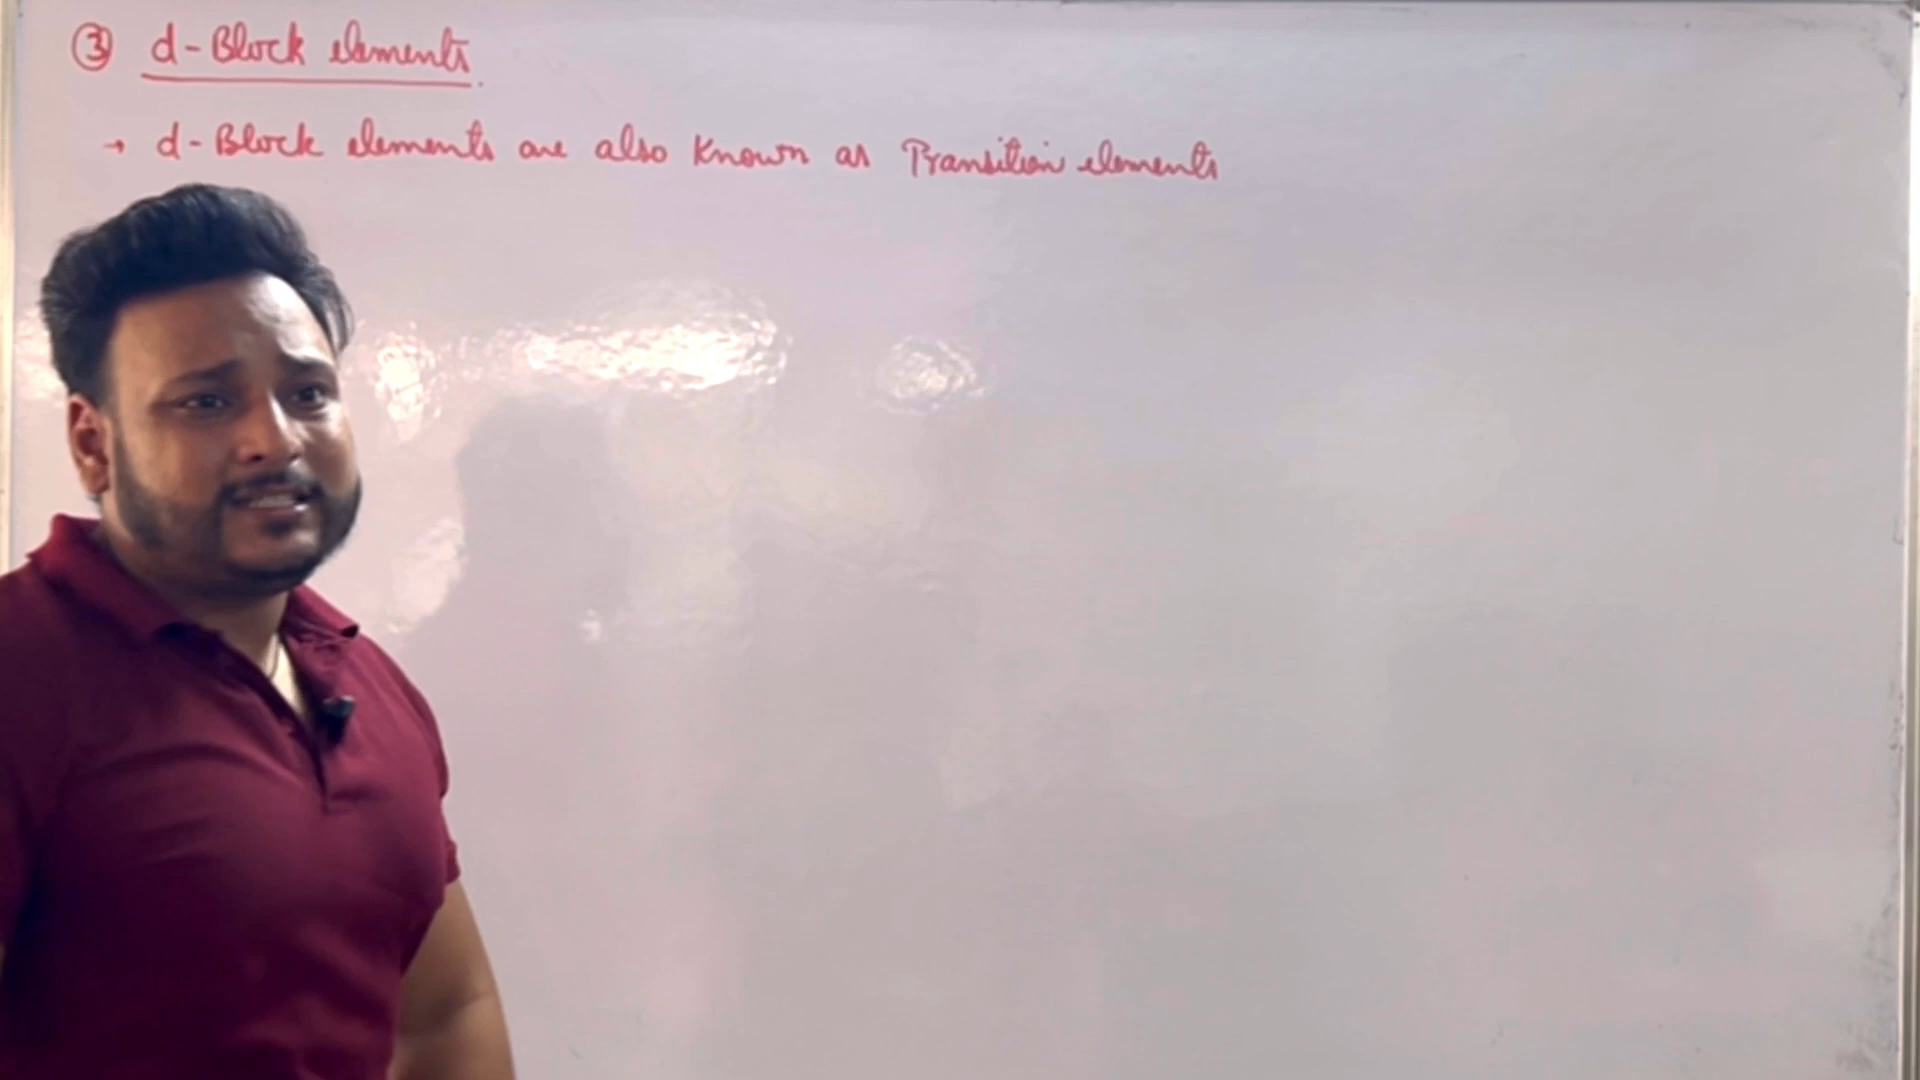 ③ d-Block elements
→ d-Block elements are also known as Transition elements